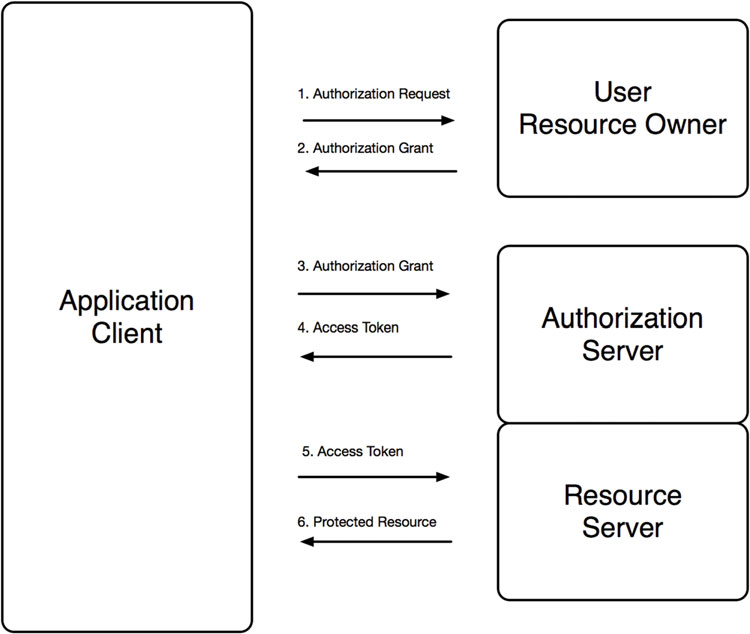 1. Authorization Request
User
Resource Owner
2. Authorization Grant
Application
Client
3. Authorization Grant
4. Access Token
Authorization
Server
5. Access Token
6. Protected Resource
Resource
Server